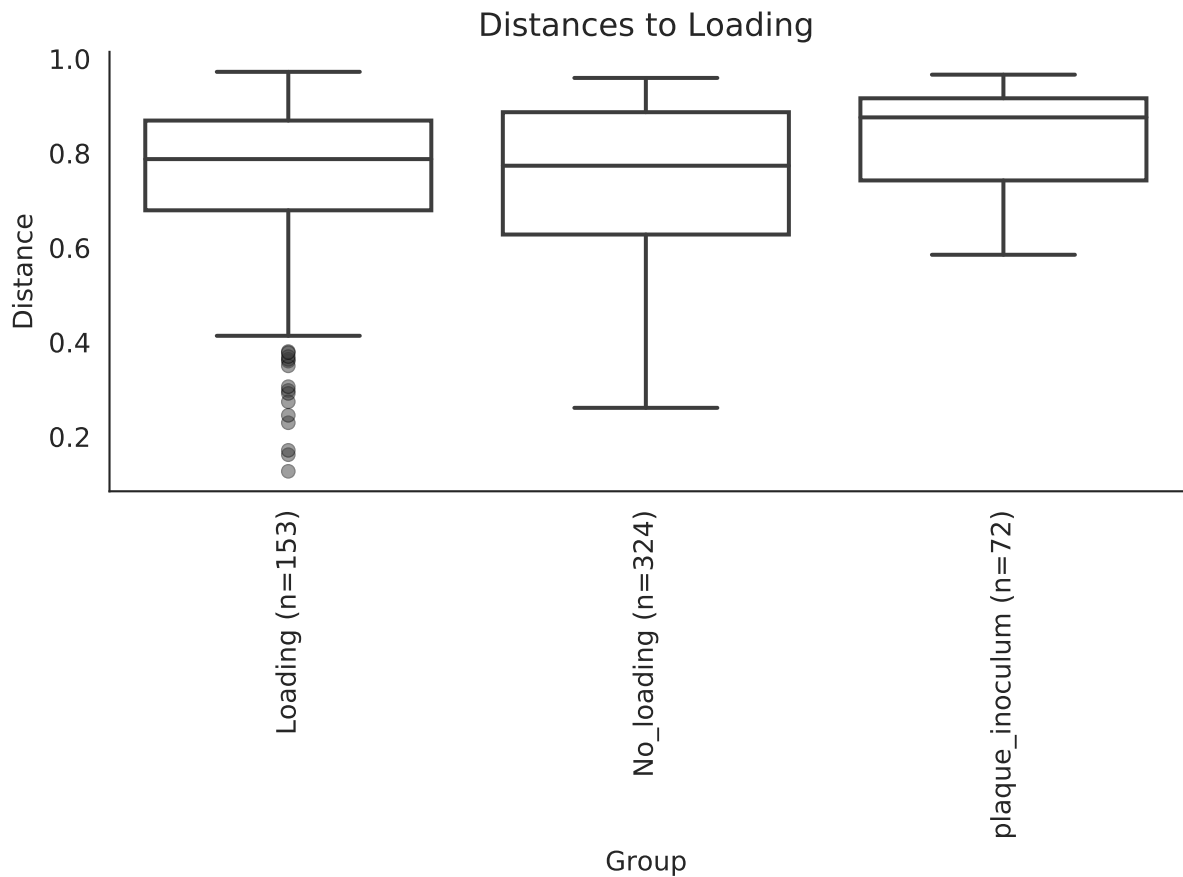 Distances to Loading
Distance
1.0
0.8
0.6
0.4
0.2
Loading (n=153)
No_loading (n=324)
plaque_inoculum (n=72)
Group